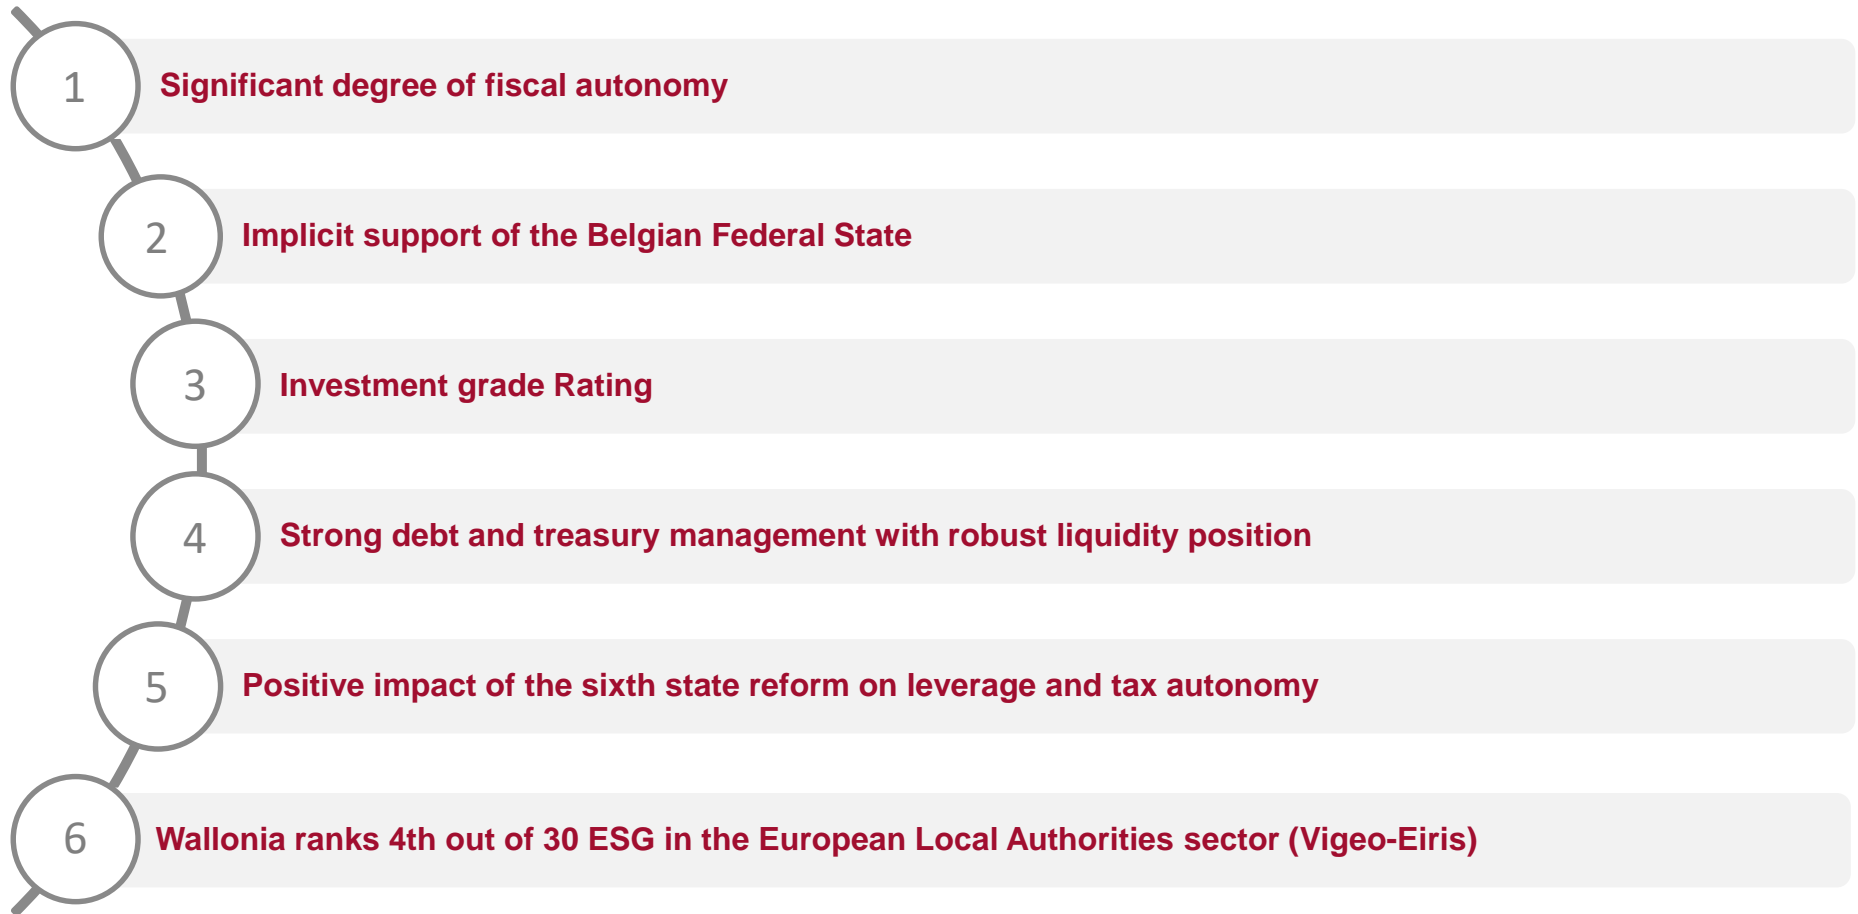 1
Significant degree of fiscal autonomy
2
Implicit support of the Belgian Federal State
3
Investment grade Rating
4
Strong debt and treasury management with robust liquidity position
5
Positive impact of the sixth state reform on leverage and tax autonomy
6
Wallonia ranks 4th out of 30 ESG in the European Local Authorities sector (Vigeo-Eiris)